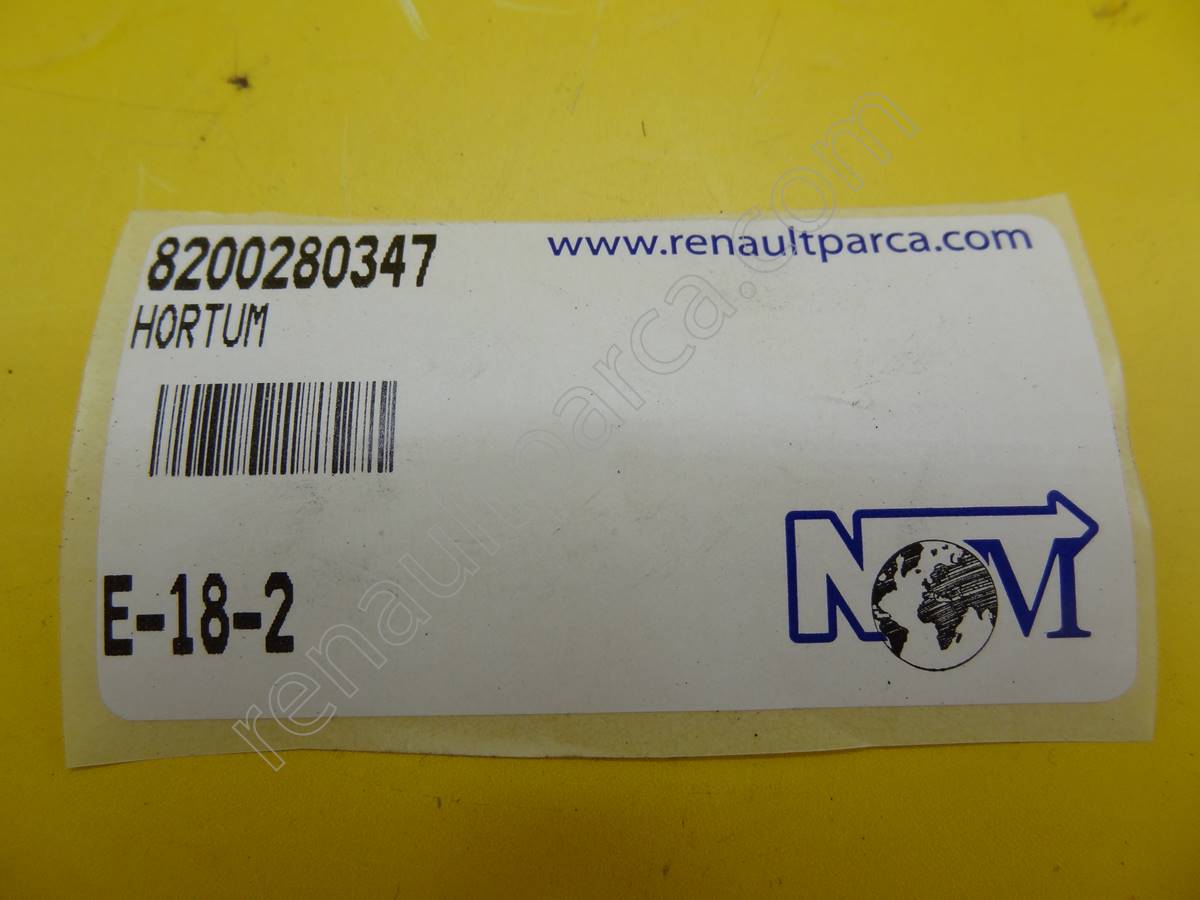 8200280347
www.renaultparca.com
HORTUM
E-18-2
NOM
renaultparca.com